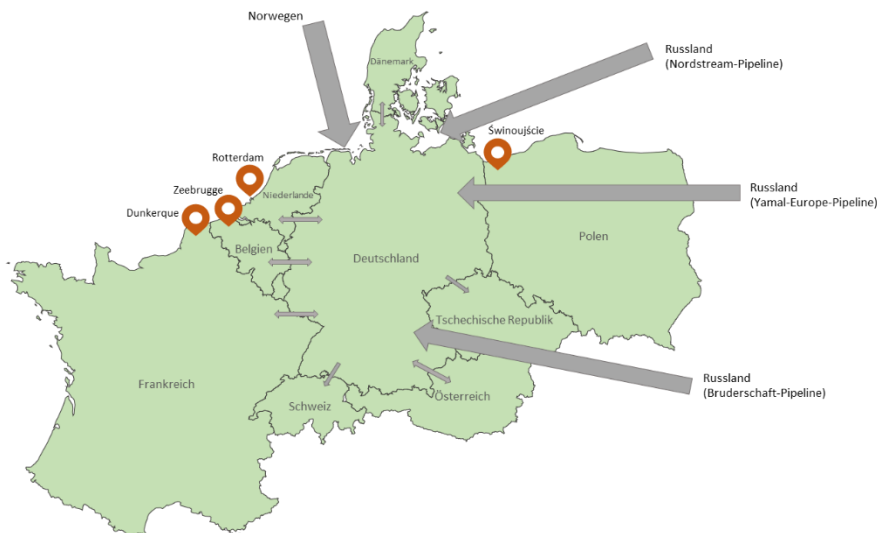 Norwegen
Dänemark
Russland
(Nordstream-Pipeline)
Świnoujście
Rotterdam
Zeebrugge
Niederlande
Dunkerque
Russland
(Yamal-Europe-Pipeline)
Polen
Belgien
Deutschland
Tschechische Republik
Frankreich
Russland
(Bruderschaft-Pipeline)
Österreich
Schweiz